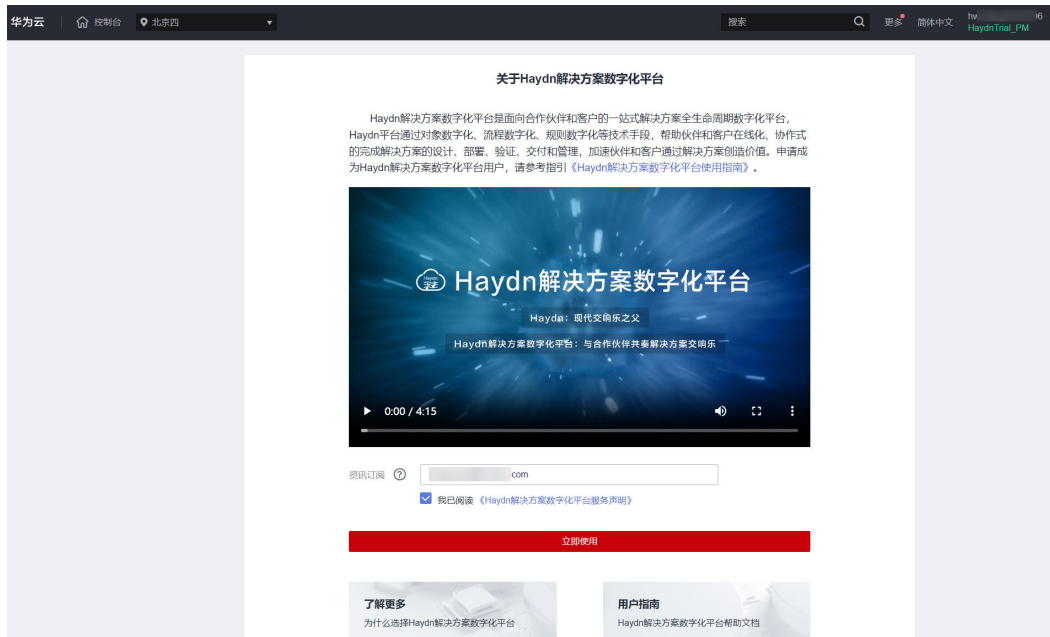 华为云
控制台
北京四
搜索
更多
简体中文
HaydnTrial_PM
关于Haydn解决方案数字化平台
Haydn解决方案数字化平台是面向合作伙伴和客户的一站式解决方案全生命周期数字化平台，
Haydn平台通过对象数字化、流程数字化、规则数字化等技术手段，帮助伙伴和客户在线化、协作式
的完成解决方案的设计、部署、验证、交付和管理，加速伙伴和客户通过解决方案创造价值。申请成
为Haydn解决方案数字化平台用户，请参考指引《Haydn解决方案数字化平台使用指南》。
Haydn解决方案数字化平台
Haydn：现代交响乐之父
Haydn解决方案数字化平台：与合作伙伴共奏解决方案交响乐
0:00 / 4:15
资讯订阅
com
我已阅读《Haydn解决方案数字化平台服务声明》
立即使用
了解更多
为什么选择Haydn解决方案数字化平台
用户指南
Haydn解决方案数字化平台帮助文档